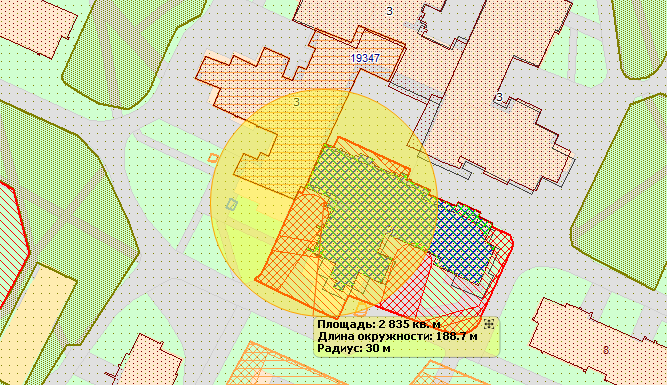 3
19347
3
3
Площадь: 2 835 кв. м
Длина окружности: 188.7 м
Радиус: 30 м
8